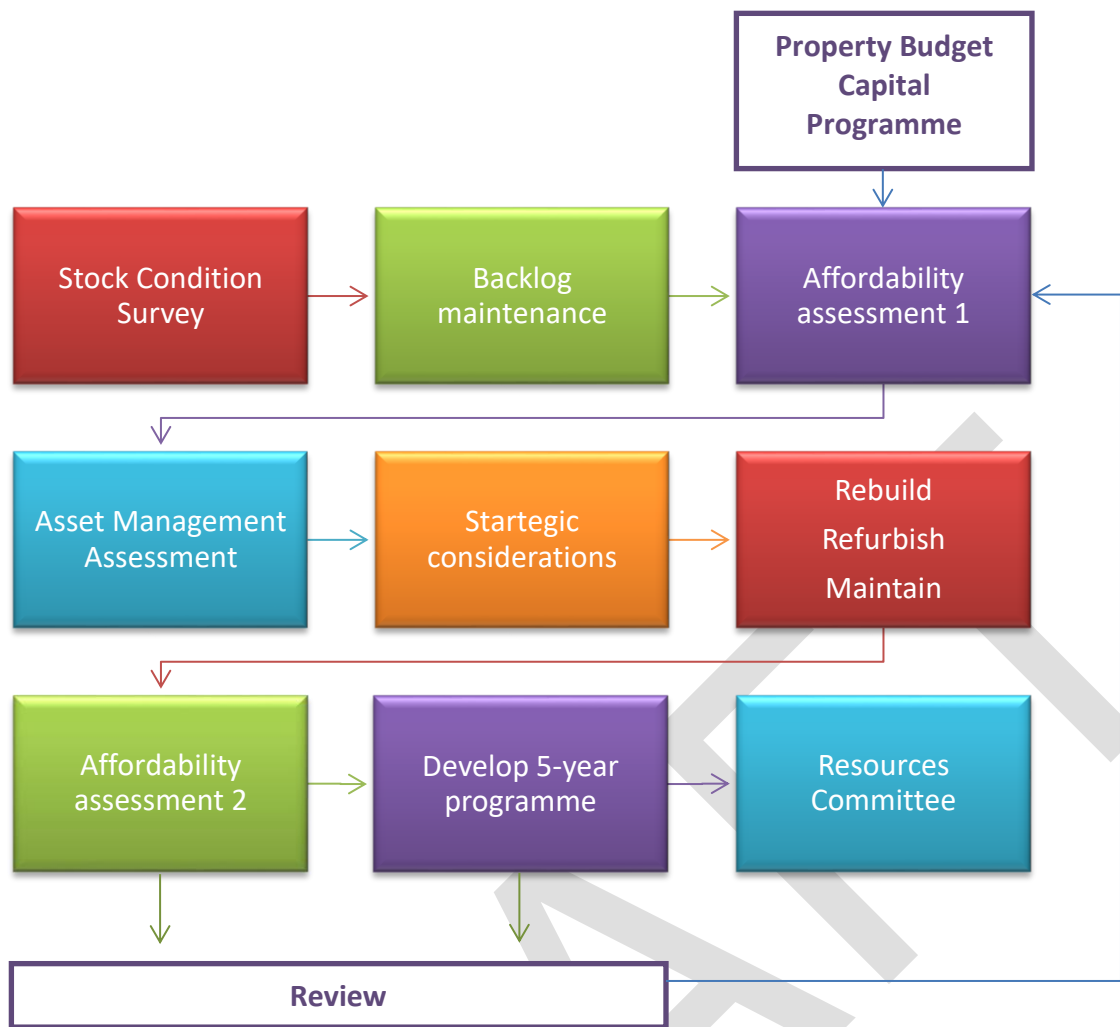 Property Budget
Capital
Programme
Stock Condition
Survey
Backlog
maintenance
Affordability
assessment 1
Asset Management
Assessment
Startegic
considerations
Rebuild
Refurbish
Maintain
Affordability
assessment 2
Develop 5-year
programme
Resources
Committee
Review